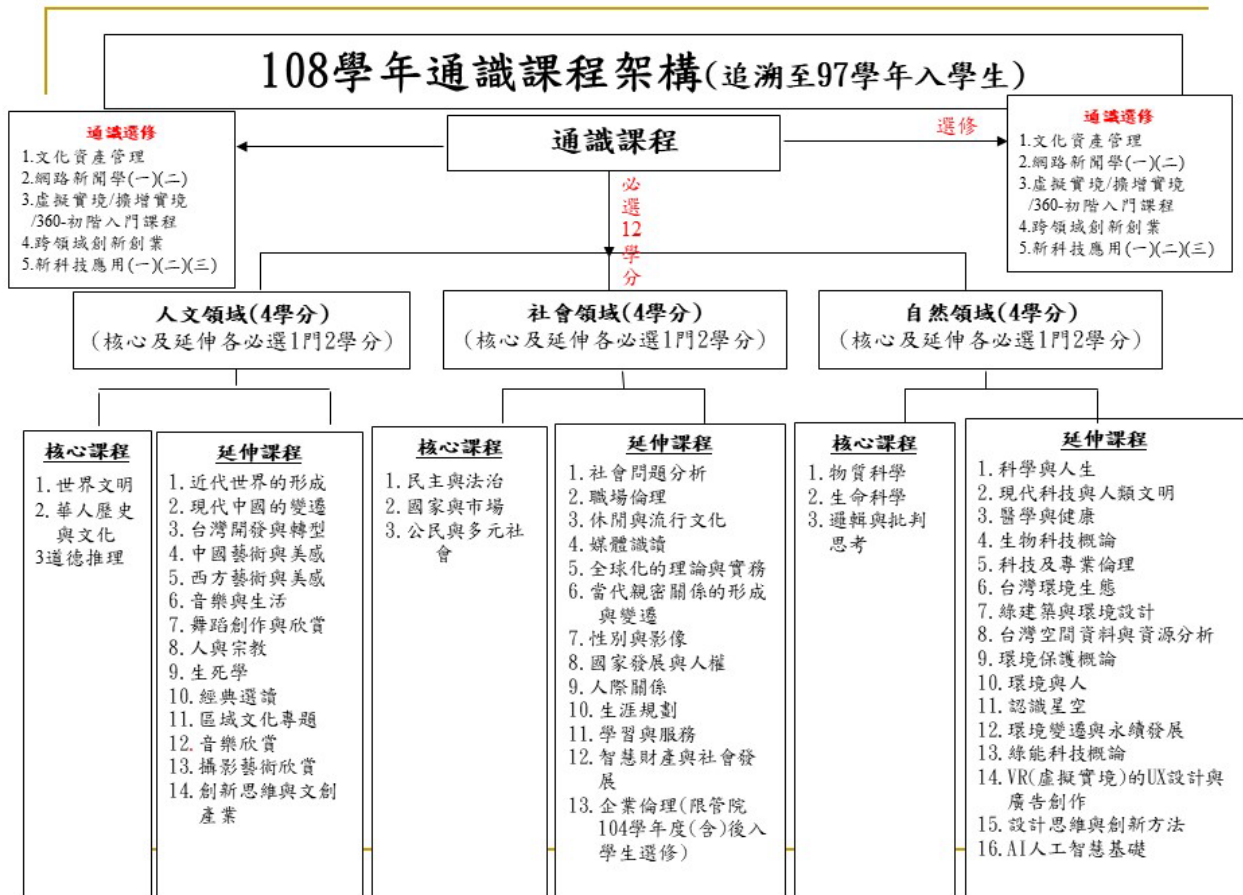 108學年通識課程架構(追溯至97學年入學生)
通識選修
1.文化資產管理
2.網路新聞學(一)(二)
3.虛擬實境/擴增實境
/360-初階入門課程
4.跨領域創新創業
5.新科技應用(一)(二)(三)
通識課程
選修
通識選修
1.文化資產管理
2.網路新聞學(一)(二)
3.虛擬實境/擴增實境
/360-初階入門課程
4.跨領域創新創業
5.新科技應用(一)(二)(三)
必
選
12
學
分
人文領域(4學分)
(核心及延伸各必選1門2學分)
社會領域(4學分)
(核心及延伸各必選1門2學分)
自然領域(4學分)
(核心及延伸各必選1門2學分)
核心課程
1.世界文明
2.華人歷史
與文化
3道德推理
延伸課程
1.近代世界的形成
2.現代中國的變遷
3.台灣開發與轉型
4.中國藝術與美感
5.西方藝術與美感
6.音樂與生活
7.舞蹈創作與欣賞
8.人與宗教
9.生死學
10.經典選讀
11.區域文化專題
12.音樂欣賞
13.攝影藝術欣賞
14.創新思維與文創
產業
核心課程
1.民主與法治
2.國家與市場
3.公民與多元社
會
延伸課程
1.社會問題分析
2.職場倫理
3.休閒與流行文化
4.媒體識讀
5.全球化的理論與實務
6.當代親密關係的形成
與變遷
7.性別與影像
8.國家發展與人權
9.人際關係
10.生涯規劃
11.學習與服務
12.智慧財產與社會發
展
13.企業倫理(限管院
104學年度(含)後入
學生選修)
核心課程
1.物質科學
2.生命科學
3.邏輯與批判
思考
延伸課程
1.科學與人生
2.現代科技與人類文明
3.醫學與健康
4.生物科技概論
5.科技及專業倫理
6.台灣環境生態
7.綠建築與環境設計
8.台灣空間資料與資源分析
9.環境保護概論
10.環境與人
11.認識星空
12.環境變遷與永續發展
13.綠能科技概論
14.VR(虛擬實境)的UX設計與
廣告創作
15.設計思維與創新方法
16.AI人工智慧基礎